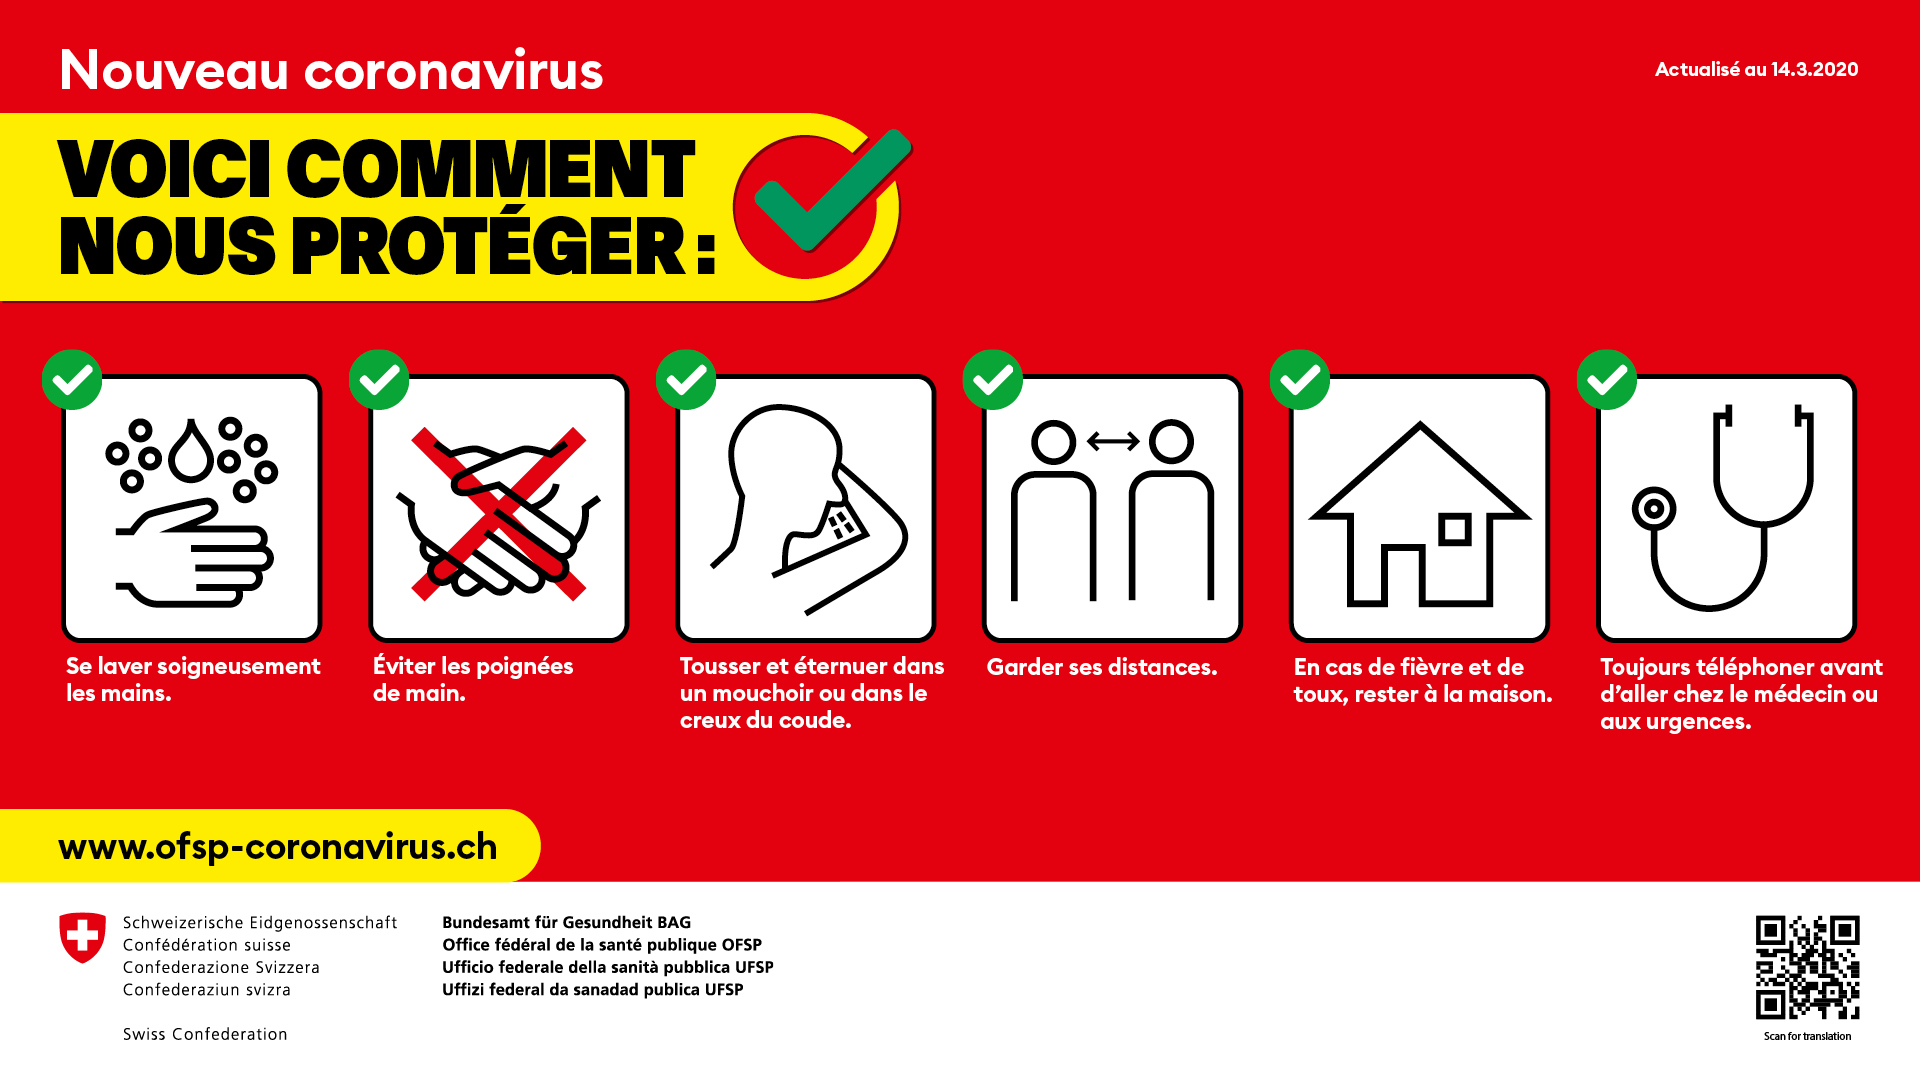 Nouveau coronavirus
Actualisé au 14.3.2020
VOICI COMMENT
NOUS PROTÉGER :
Se laver soigneusement
les mains.
Éviter les poignées
de main.
Tousser et éternuer dans
un mouchoir ou dans le
creux du coude.
Garder ses distances.
En cas de fièvre et de
toux, rester à la maison.
Toujours téléphoner avant
d’aller chez le médecin ou
aux urgences.
www.ofsp-coronavirus.ch
Schweizerische Eidgenossenschaft
Confédération suisse
Confederazione Svizzera
Confederaziun svizra
Swiss Confederation
Bundesamt für Gesundheit BAG
Office fédéral de la santé publique OFSP
Ufficio federale della sanità pubblica UFSP
Uffizi federal da sanadad publica UFSP
Scan for translation